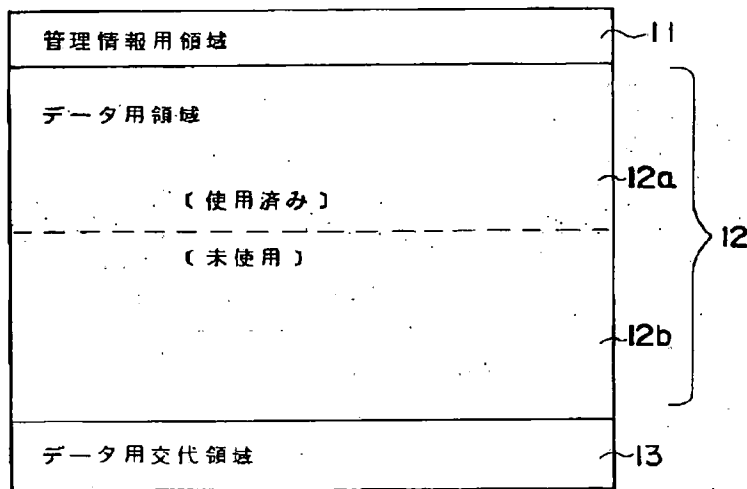 管理情報用領域 11
データ用領域
12a
〔使用済み〕
12
〔未使用〕
12b
データ用交代領域 13